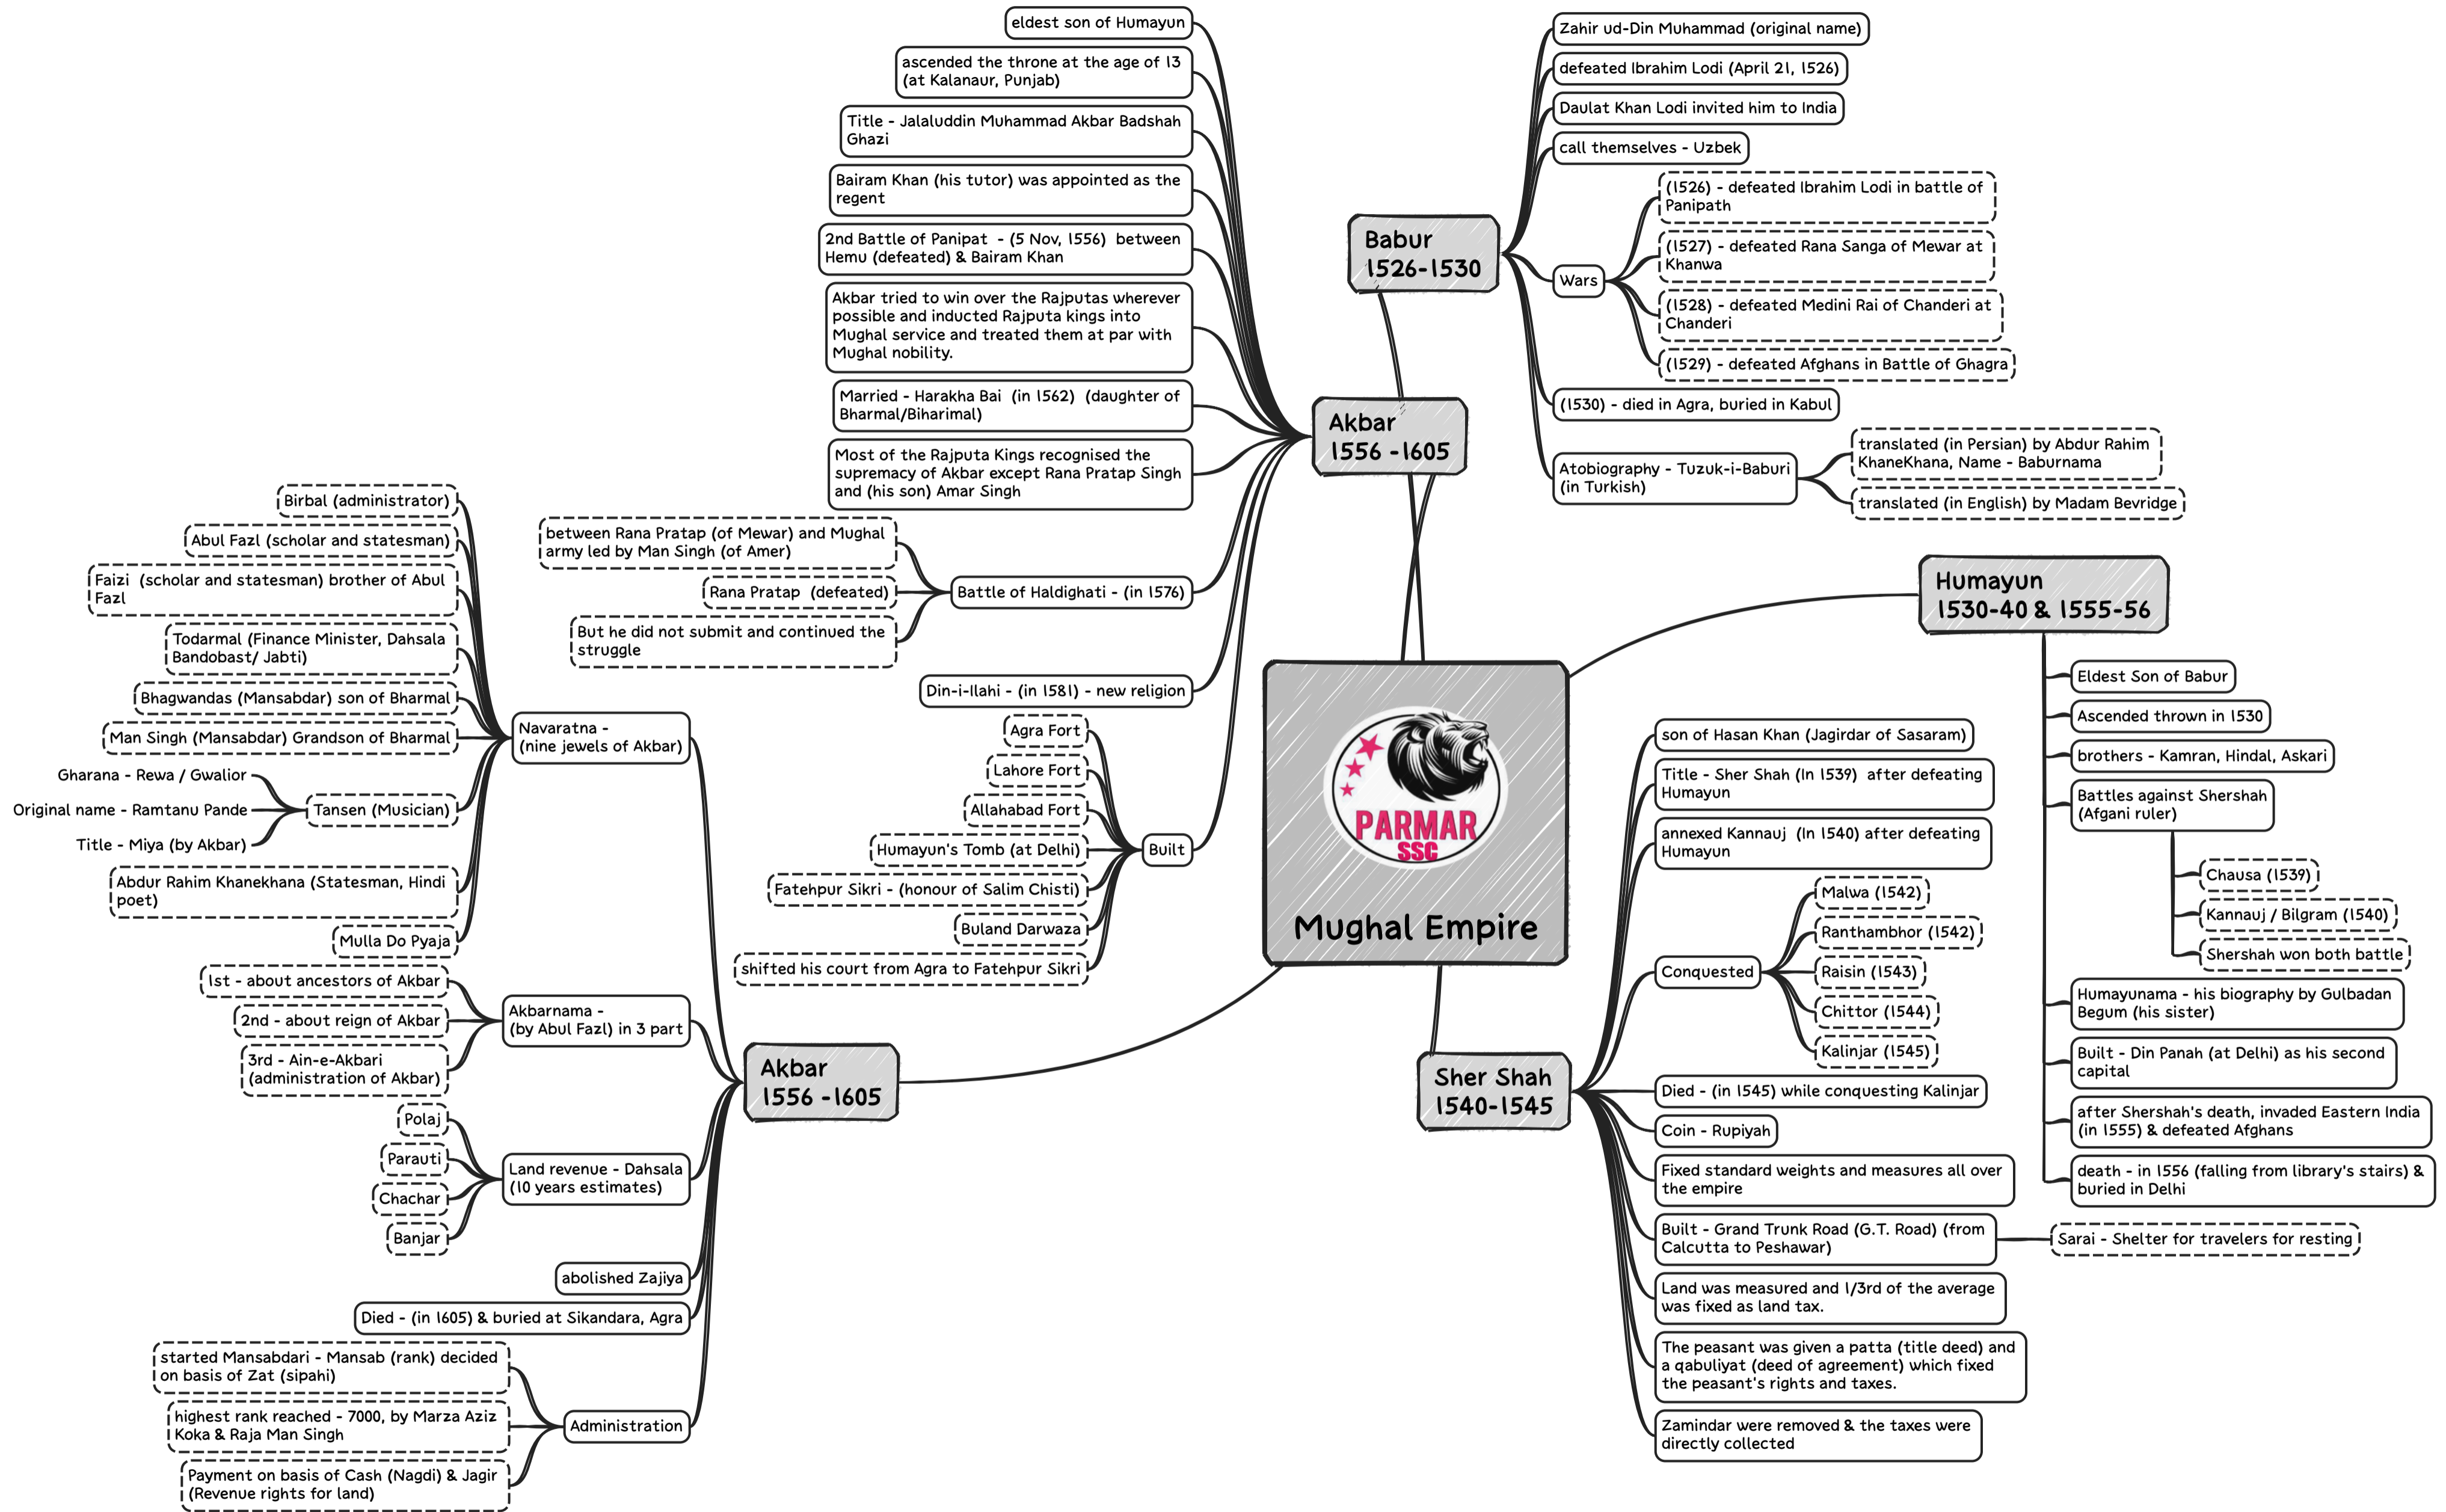 Mughal Empire
PARMAR
SSC
Babur
1526-1530
Zahir ud-Din Muhammad (original name)
defeated Ibrahim Lodi (April 21, 1526)
Daulat Khan Lodi invited him to India
call themselves - Uzbek
Wars
(1526) - defeated Ibrahim Lodi in battle of
Panipath
(1527) - defeated Rana Sanga of Mewar at
Khanwa
(1528) - defeated Medini Rai of Chanderi at
Chanderi
(1529) - defeated Afghans in Battle of Ghagra
(1530) - died in Agra, buried in Kabul
Atobiography - Tuzuk-i-Baburi
(in Turkish)
translated (in Persian) by Abdur Rahim
KhaneKhana, Name - Baburnama
translated (in English) by Madam Bevridge
Humayun
1530-40 & 1555-56
Eldest Son of Babur
Ascended thrown in 1530
brothers - Kamran, Hindal, Askari
Battles against Shershah
(Afgani ruler)
Chausa (1539)
Kannauj / Bilgram (1540)
Shershah won both battle
Humayunama - his biography by Gulbadan
Begum (his sister)
Built - Din Panah (at Delhi) as his second
capital
after Shershah's death, invaded Eastern India
(in 1555) & defeated Afghans
death - in 1556 (falling from library's stairs) &
buried in Delhi
Sher Shah
1540-1545
son of Hasan Khan (Jagirdar of Sasaram)
Title - Sher Shah (In 1539) after defeating
Humayun
annexed Kannauj (In 1540) after defeating
Humayun
Conquested
Malwa (1542)
Ranthambhor (1542)
Raisin (1543)
Chittor (1544)
Kalinjar (1545)
Died - (in 1545) while conquesting Kalinjar
Coin - Rupiyah
Fixed standard weights and measures all over
the empire
Built - Grand Trunk Road (G.T. Road) (from
Calcutta to Peshawar)
Sarai - Shelter for travelers for resting
Land was measured and 1/3rd of the average
was fixed as land tax.
The peasant was given a patta (title deed) and
a qabuliyat (deed of agreement) which fixed
the peasant's rights and taxes.
Zamindar were removed & the taxes were
directly collected
Akbar
1556 -1605
eldest son of Humayun
ascended the throne at the age of 13
(at Kalanaur, Punjab)
Title - Jalaluddin Muhammad Akbar Badshah
Ghazi
Bairam Khan (his tutor) was appointed as the
regent
2nd Battle of Panipat - (5 Nov, 1556) between
Hemu (defeated) & Bairam Khan
Akbar tried to win over the Rajputas wherever
possible and inducted Rajputa kings into
Mughal service and treated them at par with
Mughal nobility.
Married - Harakha Bai (in 1562) (daughter of
Bharmal/Biharimal)
Most of the Rajputa Kings recognised the
supremacy of Akbar except Rana Pratap Singh
and (his son) Amar Singh
Battle of Haldighati - (in 1576)
between Rana Pratap (of Mewar) and Mughal
army led by Man Singh (of Amer)
Rana Pratap (defeated)
But he did not submit and continued the
struggle
Din-i-Ilahi - (in 1581) - new religion
Built
Agra Fort
Lahore Fort
Allahabad Fort
Humayun's Tomb (at Delhi)
Fatehpur Sikri - (honour of Salim Chisti)
Buland Darwaza
shifted his court from Agra to Fatehpur Sikri
Akbar
1556 -1605
Navaratna -
(nine jewels of Akbar)
Birbal (administrator)
Abul Fazl (scholar and statesman)
Faizi (scholar and statesman) brother of Abul
Fazl
Todarmal (Finance Minister, Dahsala
Bandobast/ Jabti)
Bhagwandas (Mansabdar) son of Bharmal
Man Singh (Mansabdar) Grandson of Bharmal
Tansen (Musician)
Gharana - Rewa / Gwalior
Original name - Ramtanu Pande
Title - Miya (by Akbar)
Abdur Rahim Khanekhana (Statesman, Hindi
poet)
Mulla Do Pyaja
Akbarnama -
(by Abul Fazl) in 3 part
1st - about ancestors of Akbar
2nd - about reign of Akbar
3rd - Ain-e-Akbari
(administration of Akbar)
Land revenue - Dahsala
(10 years estimates)
Polaj
Parauti
Chachar
Banjar
abolished Zajiya
Died - (in 1605) & buried at Sikandara, Agra
Administration
started Mansabdari - Mansab (rank) decided
on basis of Zat (sipahi)
highest rank reached - 7000, by Marza Aziz
Koka & Raja Man Singh
Payment on basis of Cash (Nagdi) & Jagir
(Revenue rights for land)